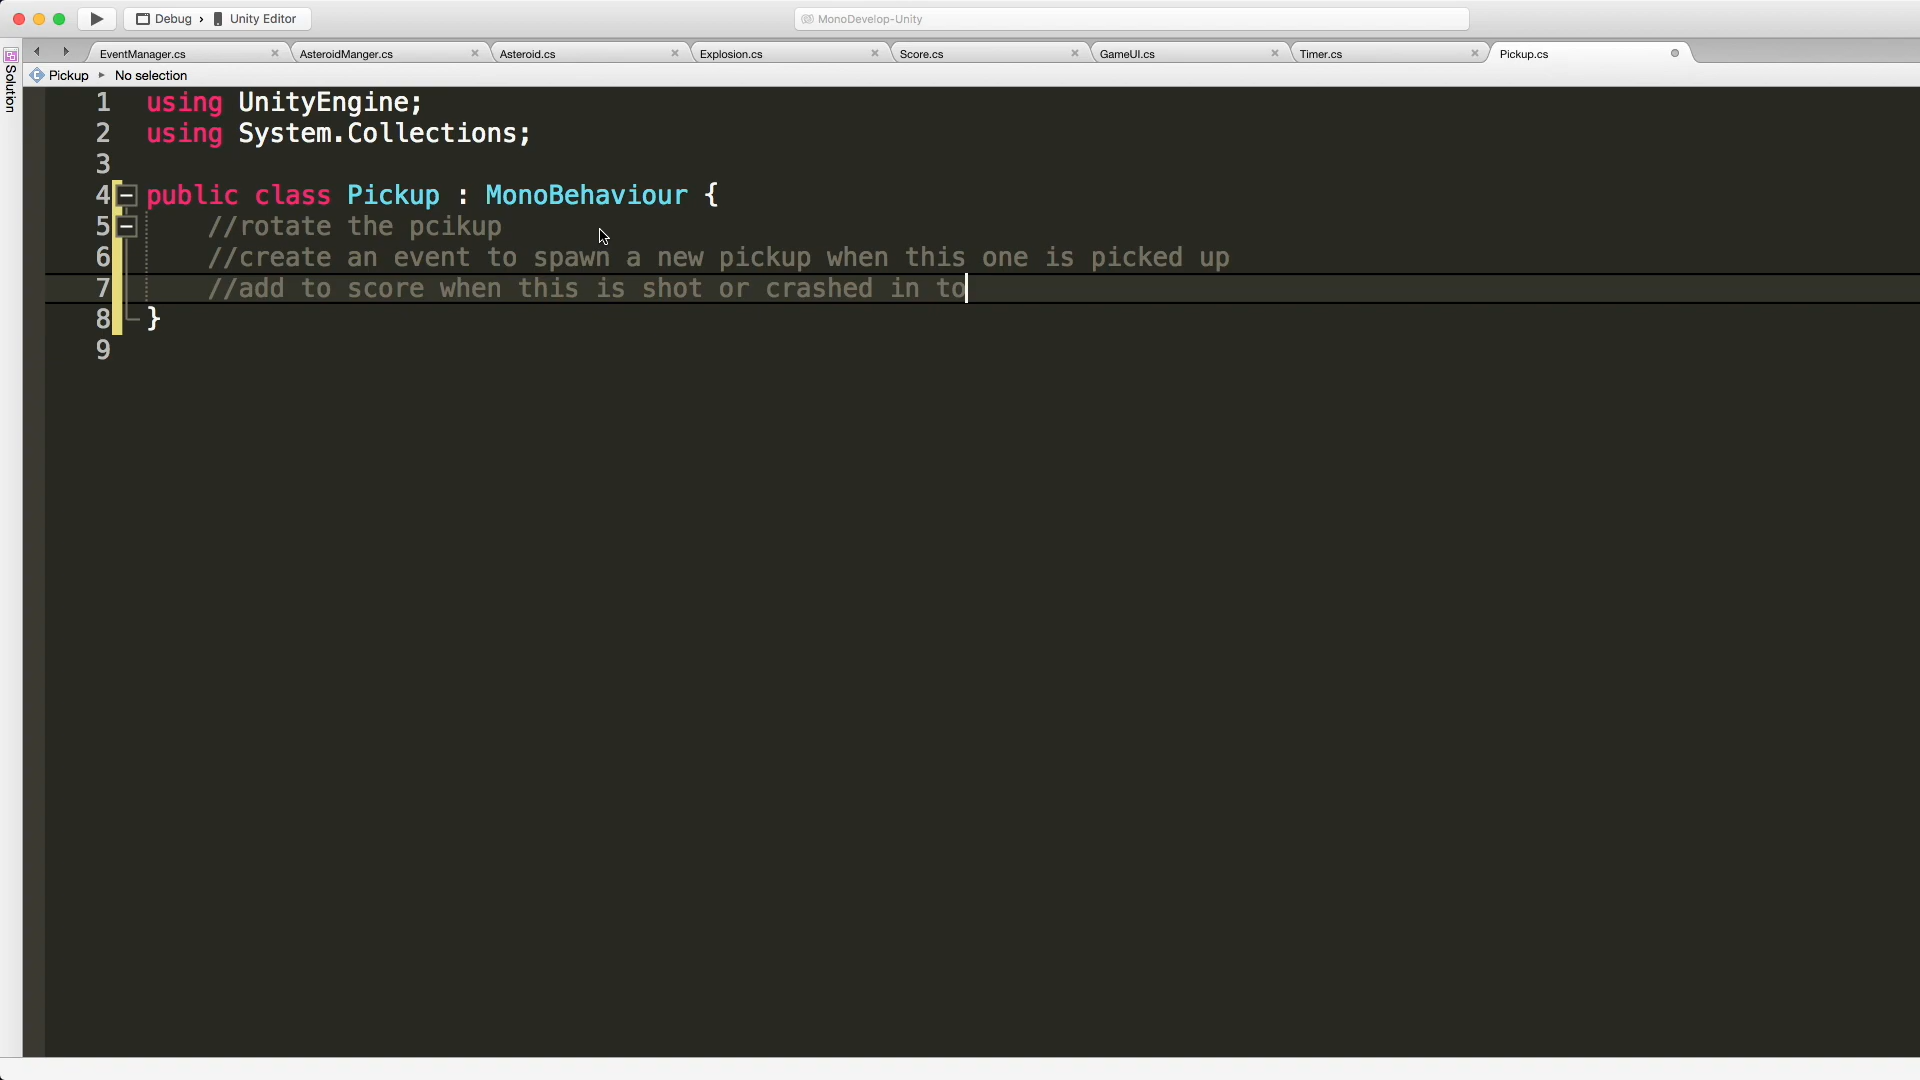 Debug › Unity Editor
MonoDevelop-Unity
EventManager.cs
AsteroidManger.cs
Asteroid.cs
Explosion.cs
Score.cs
GameUI.cs
Timer.cs
Pickup.cs
Solution
Pickup ▸ No selection
1 using UnityEngine;
2 using System.Collections;
3
4 public class Pickup : MonoBehaviour {
5 //rotate the pcikup
6 //create an event to spawn a new pickup when this one is picked up
7 //add to score when this is shot or crashed in to
8 }
9